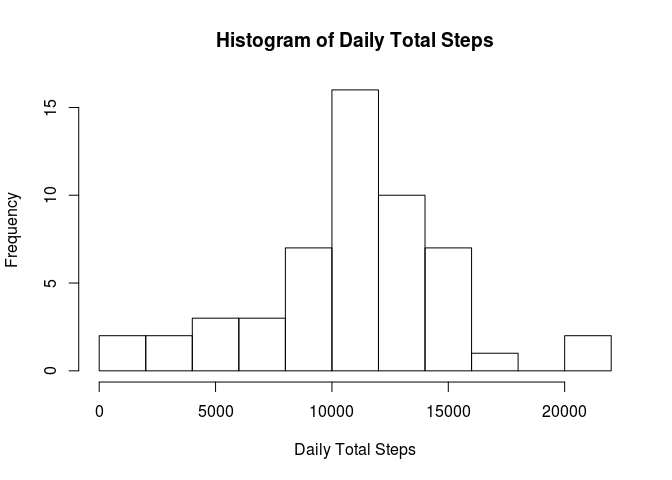 Histogram of Daily Total Steps
Frequency
15
10
5
0
0 5000 10000 15000 20000
Daily Total Steps